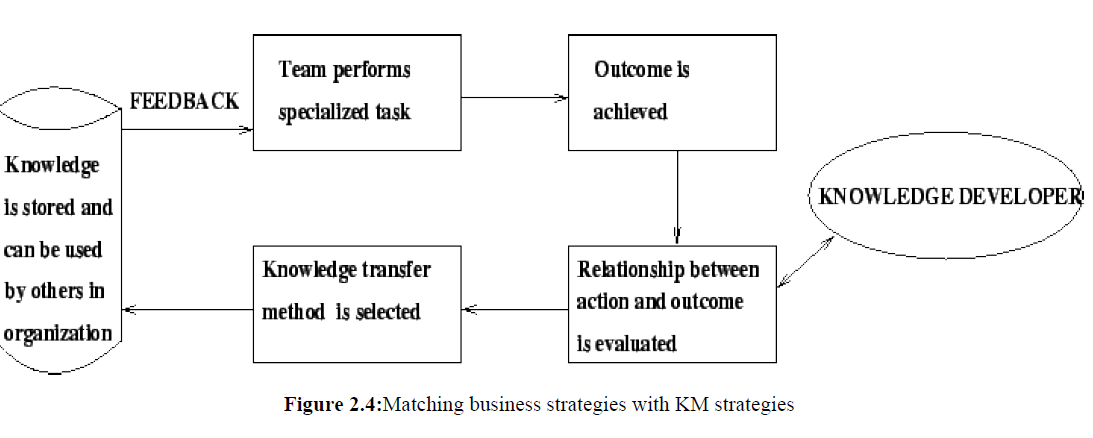 FEEDBACK
Team performs
specialized task
Outcome is
achieved
Knowledge
is stored and
can be used
by others in
organization
KNOWLEDGE DEVELOPER
Knowledge transfer
method is selected
Relationship between
action and outcome
is evaluated
Figure 2.4:Matching business strategies with KM strategies